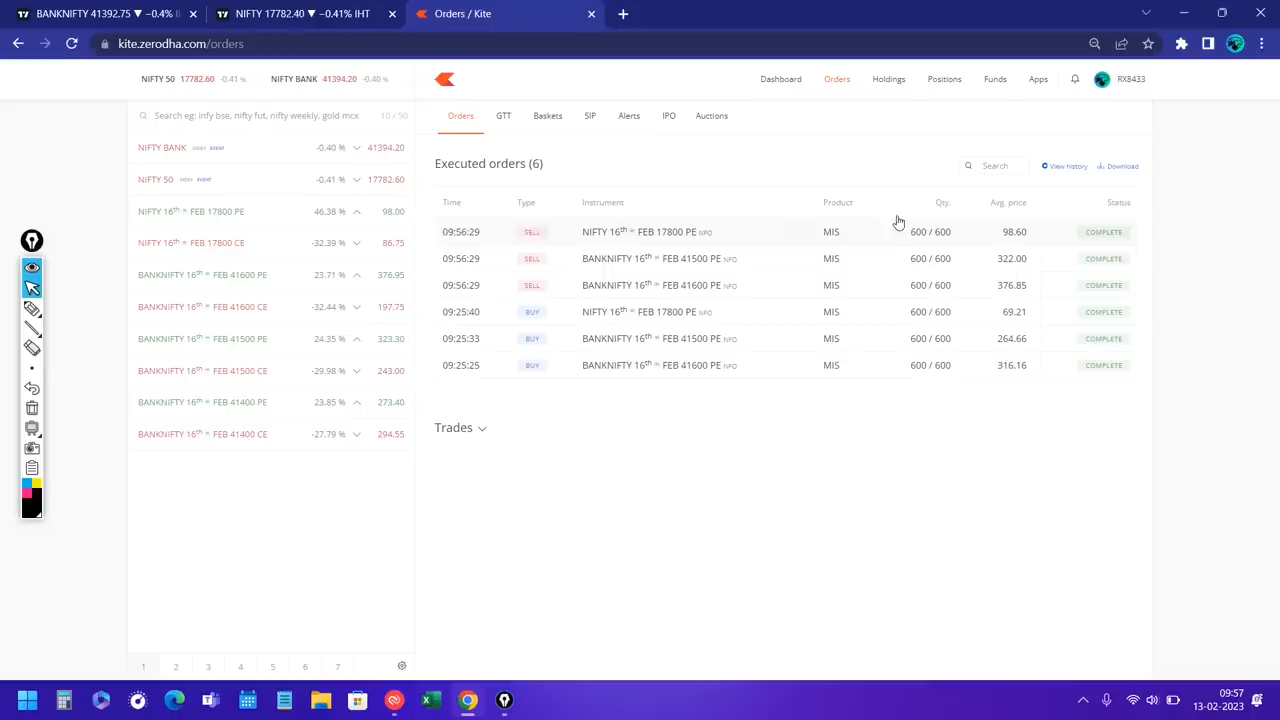 BANKNIFTY 41392.75 ▼ −0.4% I
NIFTY 17782.40 ▼ −0.41% IHT
Orders / Kite
kite.zerodha.com/orders
NIFTY 50 17782.60 -0.41 % NIFTY BANK 41394.20 -0.40 %
Dashboard Orders Holdings Positions Funds Apps RX8433
Search eg: infy bse, nifty fut, nifty weekly, gold mcx 10 / 50
Orders GTT Baskets SIP Alerts IPO Auctions
NIFTY BANK INDEX EVENT -0.40 % 41394.20
NIFTY 50 INDEX EVENT -0.41 % 17782.60
NIFTY 16th w FEB 17800 PE 46.38 % 98.00
NIFTY 16th w FEB 17800 CE -32.39 % 86.75
BANKNIFTY 16th w FEB 41600 PE 23.71 % 376.95
BANKNIFTY 16th w FEB 41600 CE -32.44 % 197.75
BANKNIFTY 16th w FEB 41500 PE 24.35 % 323.30
BANKNIFTY 16th w FEB 41500 CE -29.98 % 243.00
BANKNIFTY 16th w FEB 41400 PE 23.85 % 273.40
BANKNIFTY 16th w FEB 41400 CE -27.79 % 294.55
Executed orders (6)
Search View history Download
Time Type Instrument Product Qty. Avg. price Status
09:56:29 SELL NIFTY 16th w FEB 17800 PE NFO MIS 600 / 600 98.60 COMPLETE
09:56:29 SELL BANKNIFTY 16th w FEB 41500 PE NFO MIS 600 / 600 322.00 COMPLETE
09:56:29 SELL BANKNIFTY 16th w FEB 41600 PE NFO MIS 600 / 600 376.85 COMPLETE
09:25:40 BUY NIFTY 16th w FEB 17800 PE NFO MIS 600 / 600 69.21 COMPLETE
09:25:33 BUY BANKNIFTY 16th w FEB 41500 PE NFO MIS 600 / 600 264.66 COMPLETE
09:25:25 BUY BANKNIFTY 16th w FEB 41600 PE NFO MIS 600 / 600 316.16 COMPLETE
Trades
1 2 3 4 5 6 7
09:57
13-02-2023